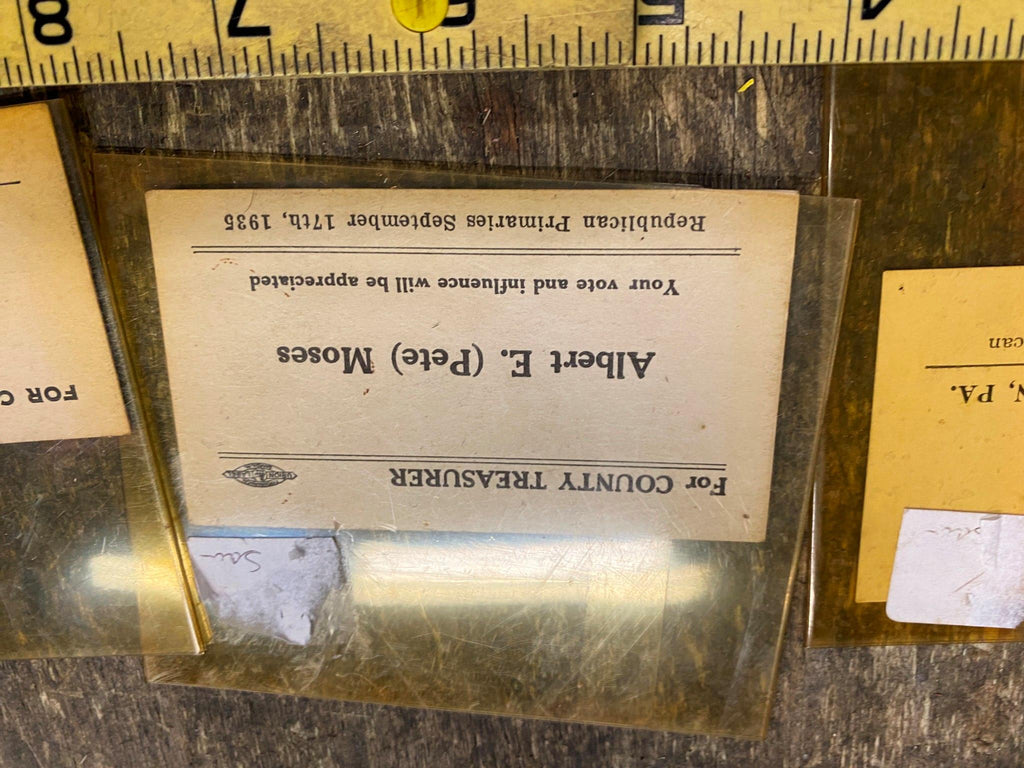 For COUNTY TREASURER
Albert E. (Pete) Moses
Your vote and influence will be appreciated
Republican Primaries September 17th, 1935
FOR C
N, PA.
can
8
7
6
5
4